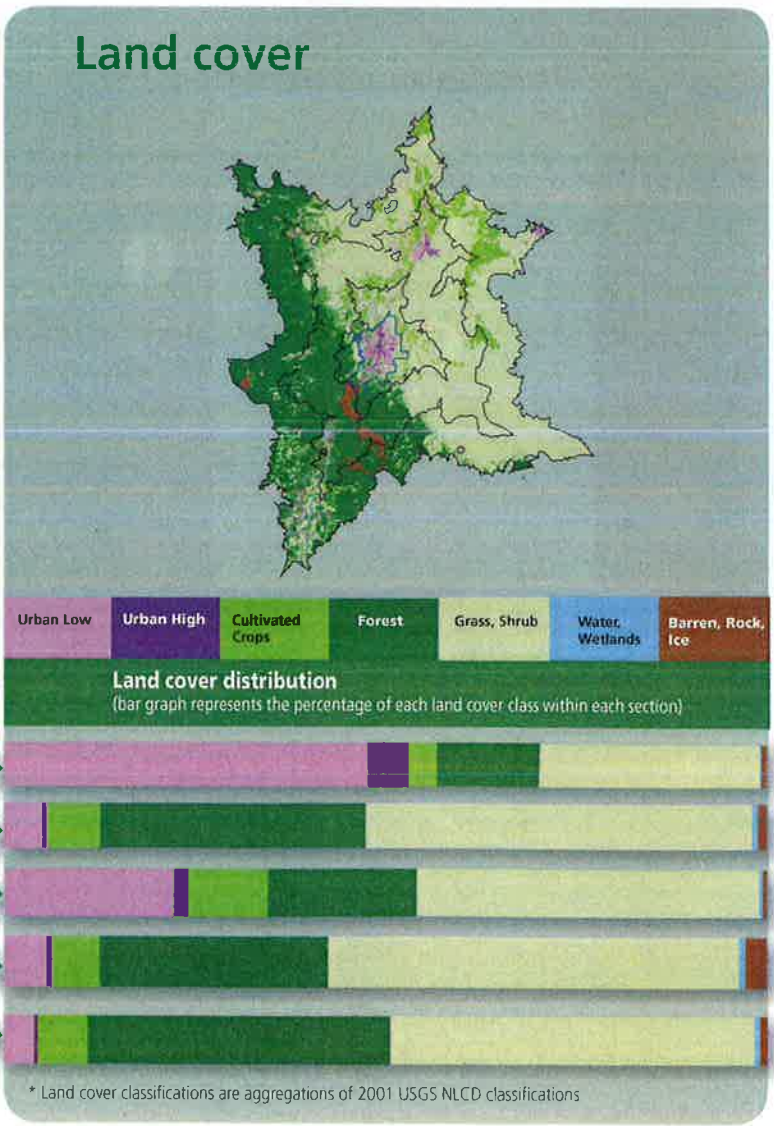 Land cover
Urban Low
Urban High
Cultivated
Crops
Forest
Grass, Shrub
Water,
Wetlands
Barren, Rock,
Ice
Land cover distribution
(bar graph represents the percentage of each land cover class within each section)
* Land cover classifications are aggregations of 2001 USGS NLCD classifications